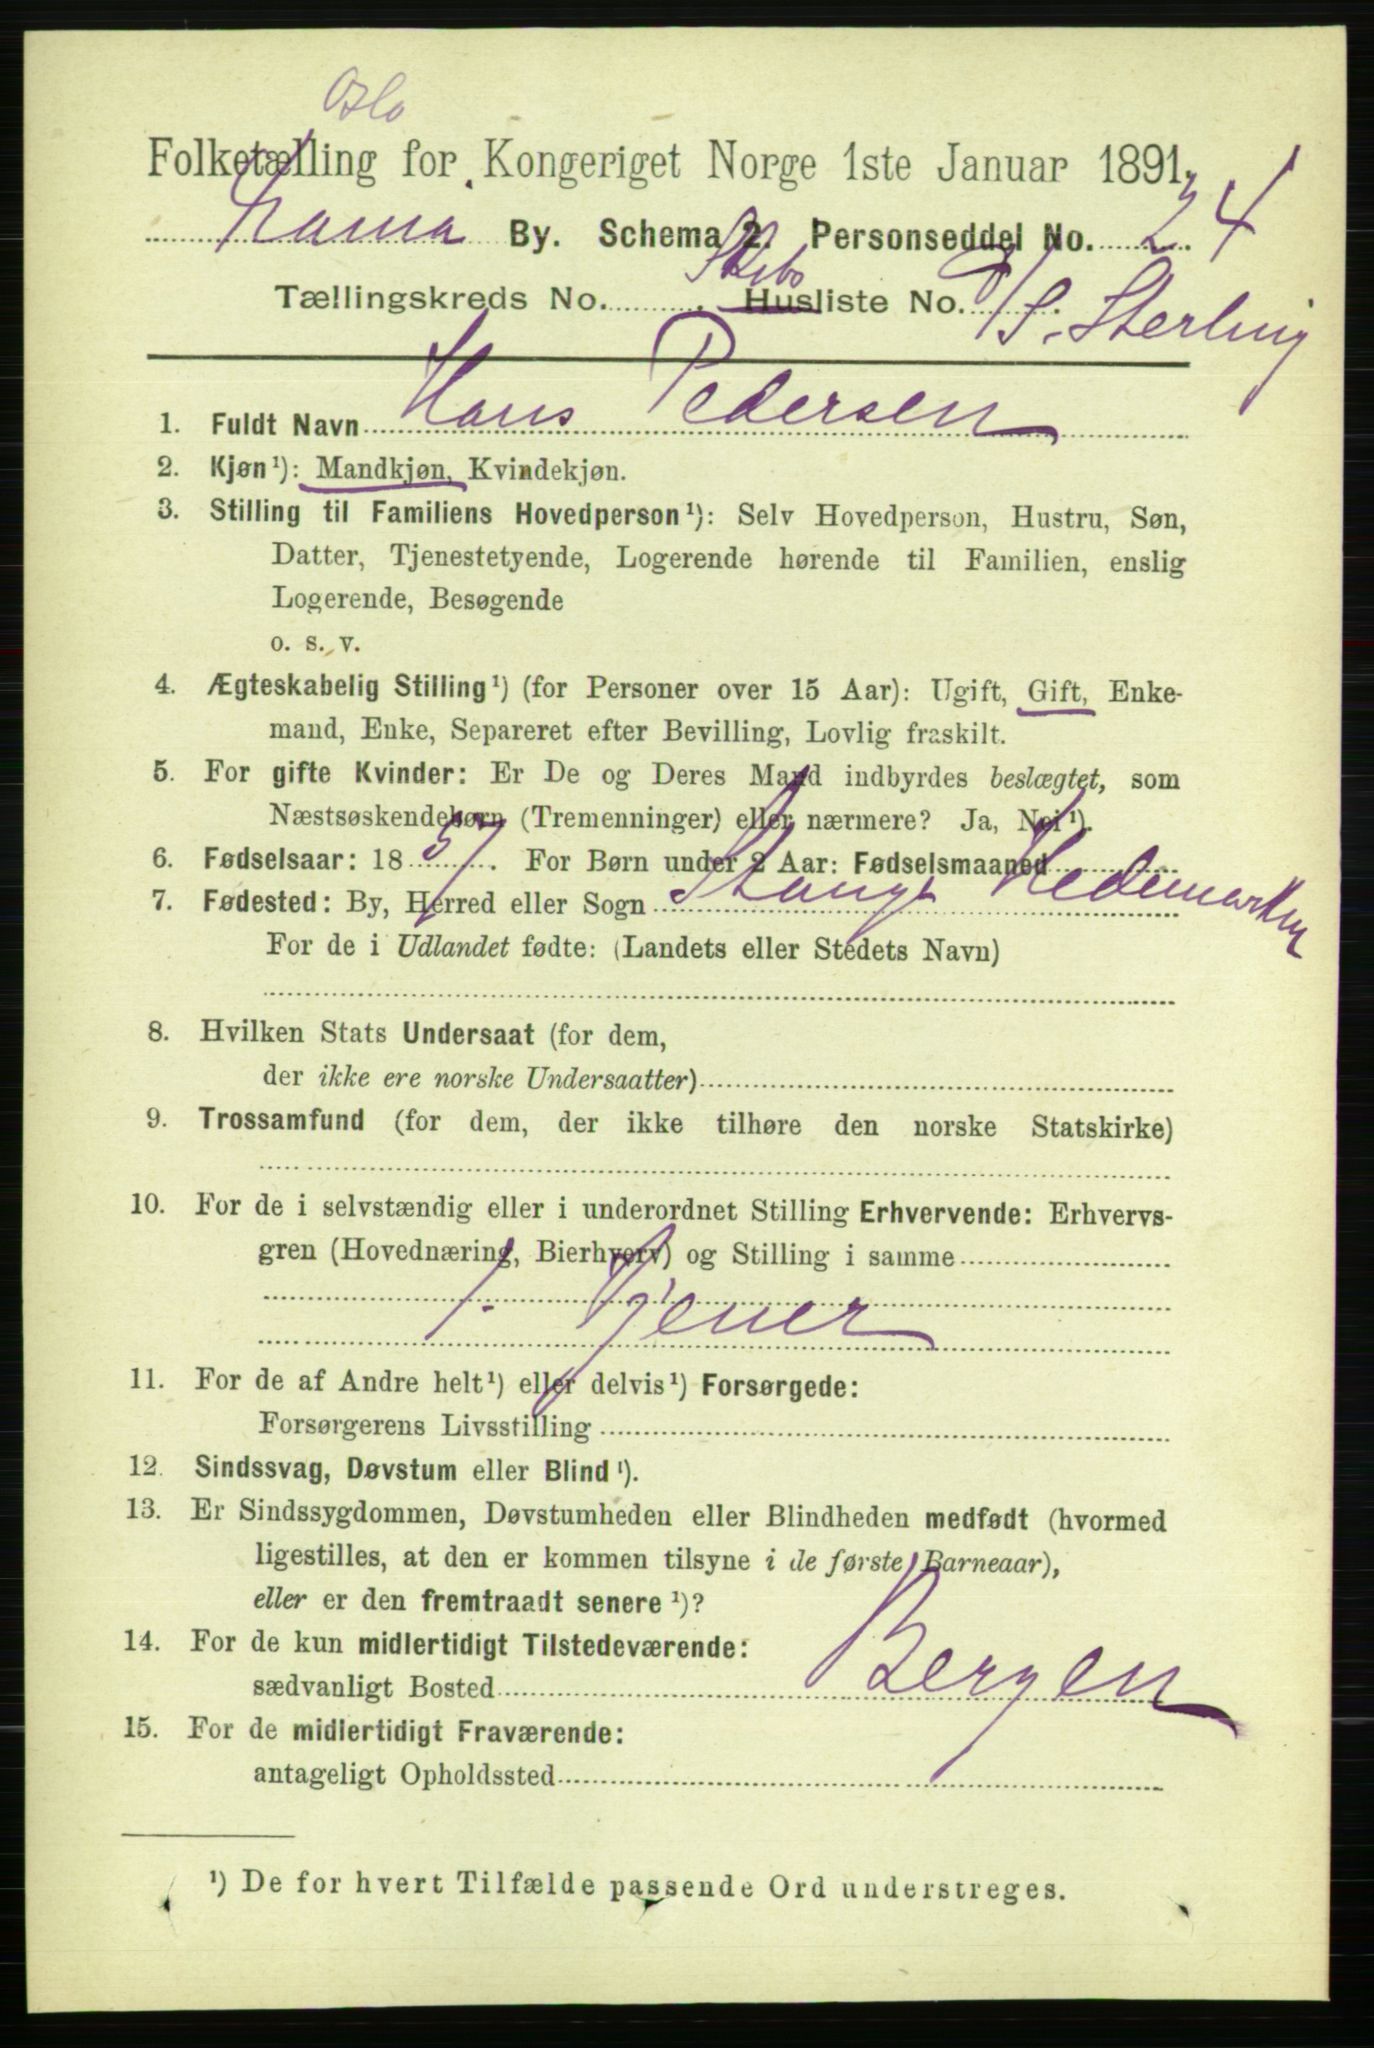 Oslo
Folketælling for Kongeriget Norge 1ste Januar 1891.
By. Schema 2. Personseddel No. 24
Tællingskreds No. Husliste No.
S. Sterling
1. Fuldt Navn Hans Pedersen
2. Kjøn¹): Mandkjøn, Kvindekjøn.
3. Stilling til Familiens Hovedperson¹): Selv Hovedperson, Hustru, Søn,
Datter, Tjenestetyende, Logerende hørende til Familien, enslig
Logerende, Besøgende
o. s. v.
4. Ægteskabelig Stilling¹) (for Personer over 15 Aar): Ugift, Gift, Enke-
mand, Enke, Separeret efter Bevilling, Lovlig fraskilt.
5. For gifte Kvinder: Er De og Deres Mand indbyrdes beslægtet, som
Næstsøskendebørn (Tremenninger) eller nærmere? Ja, Nei¹).
6. Fødselsaar: 1857. For Børn under 2 Aar: Fødselsmaaned
7. Fødested: By, Herred eller Sogn Stange Hedemarken
For de i Udlandet fødte: (Landets eller Stedets Navn)
8. Hvilken Stats Undersaat (for dem,
der ikke ere norske Undersaatter)
9. Trossamfund (for dem, der ikke tilhøre den norske Statskirke)
10. For de i selvstændig eller i underordnet Stilling Erhvervende: Erhvervs-
gren (Hovednæring, Bierhverv) og Stilling i samme
11. For de af Andre helt¹) eller delvis¹) Forsørgede:
Forsørgerens Livsstilling
12. Sindssvag, Døvstum eller Blind¹).
13. Er Sindssygdommen, Døvstumheden eller Blindheden medfødt (hvormed
ligestilles, at den er kommen tilsyne i de første Barneaar),
eller er den fremtraadt senere¹)?
14. For de kun midlertidigt Tilstedeværende:
sædvanligt Bosted Bergen
15. For de midlertidigt Fraværende:
antageligt Opholdssted
¹) De for hvert Tilfælde passende Ord understreges.